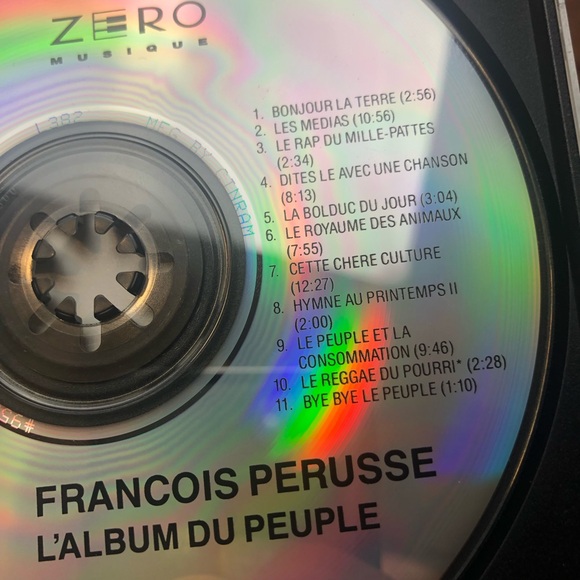 ZERO
MUSIQUE
1. BONJOUR LA TERRE (2:56)
2. LES MEDIAS (10:56)
3. LE RAP DU MILLE-PATTES
(2:34)
4. DITES LE AVEC UNE CHANSON
(8:13)
5. LA BOLDUC DU JOUR (3:04)
6. LE ROYAUME DES ANIMAUX
(7:55)
7. CETTE CHERE CULTURE
(12:27)
8. HYMNE AU PRINTEMPS II
(2:00)
9. LE PEUPLE ET LA
CONSOMMATION (9:46)
10. LE REGGAE DU POURRI* (2:28)
11. BYE BYE LE PEUPLE (1:10)
L382 MFG BY CINRAM
FRANCOIS PERUSSE
L'ALBUM DU PEUPLE